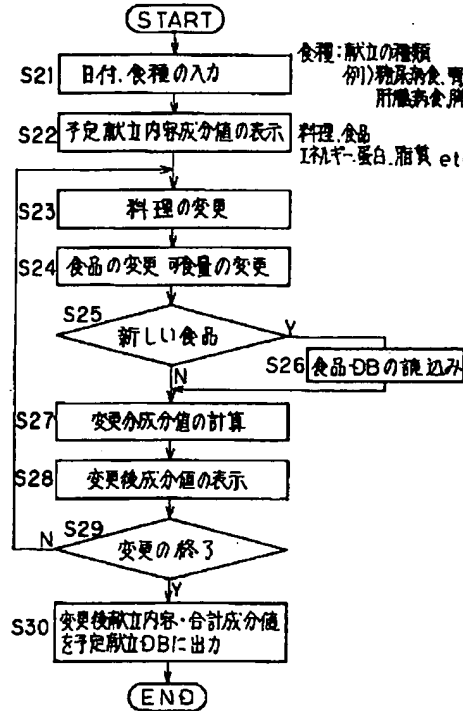 START
S21
日付、食種の入力
食種:献立の種類
例)糖尿病食、腎
肝臓病食、膵
S22
予定献立内容成分値の表示
料理、食品
エネルギー、蛋白、脂質 etc
S23
料理の変更
S24
食品の変更 可食量の変更
S25
新しい食品
Y
N
S26
食品DBの読込み
S27
変更分成分値の計算
S28
変更後成分値の表示
S29
変更の終了
N
Y
S30
変更後献立内容・合計成分値
を予定献立DBに出力
END